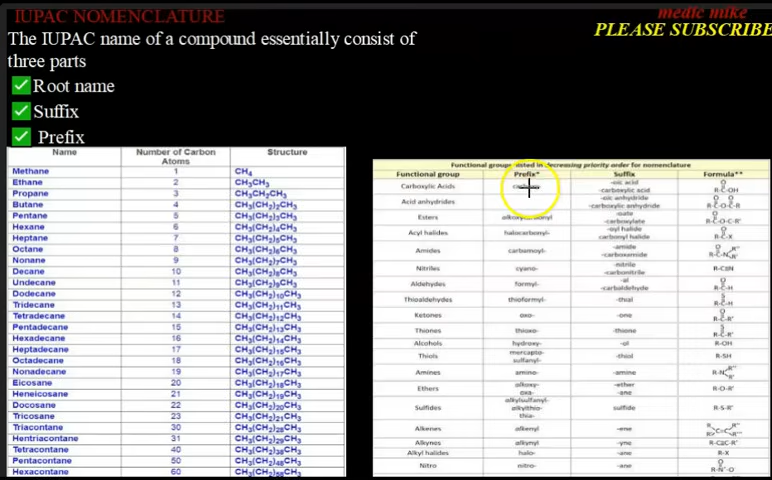 IUPAC NOMENCLATURE
medic mike
PLEASE SUBSCRIBE
The IUPAC name of a compound essentially consist of
three parts
Root name
Suffix
Prefix
Name Number of Carbon Atoms Structure
Methane 1 CH4
Ethane 2 CH3CH3
Propane 3 CH3CH2CH3
Butane 4 CH3(CH2)2CH3
Pentane 5 CH3(CH2)3CH3
Hexane 6 CH3(CH2)4CH3
Heptane 7 CH3(CH2)5CH3
Octane 8 CH3(CH2)6CH3
Nonane 9 CH3(CH2)7CH3
Decane 10 CH3(CH2)8CH3
Undecane 11 CH3(CH2)9CH3
Dodecane 12 CH3(CH2)10CH3
Tridecane 13 CH3(CH2)11CH3
Tetradecane 14 CH3(CH2)12CH3
Pentadecane 15 CH3(CH2)13CH3
Hexadecane 16 CH3(CH2)14CH3
Heptadecane 17 CH3(CH2)15CH3
Octadecane 18 CH3(CH2)16CH3
Nonadecane 19 CH3(CH2)17CH3
Eicosane 20 CH3(CH2)18CH3
Heneicosane 21 CH3(CH2)19CH3
Docosane 22 CH3(CH2)20CH3
Tricosane 23 CH3(CH2)21CH3
Triacontane 30 CH3(CH2)28CH3
Hentriacontane 31 CH3(CH2)29CH3
Tetracontane 40 CH3(CH2)38CH3
Pentacontane 50 CH3(CH2)48CH3
Hexacontane 60 CH3(CH2)58CH3
Functional groups listed in decreasing priority order for nomenclature
Functional group Prefix* Suffix Formula**
Carboxylic Acids -oic acid -carboxylic acid
Acid anhydrides -oic anhydride -carboxylic anhydride
Esters -oate -carboxylate
Acyl halides halocarbonyl- -oyl halide carbonyl halide
Amides carbamoyl- -amide -carboxamide
Nitriles cyano- -nitrile -carbonitrile R-C≡N
Aldehydes formyl- -al -carbaldehyde
Thioaldehydes thioformyl- -thial
Ketones oxo- -one
Thiones thioxo- -thione
Alcohols hydroxy- -ol R-OH
Thiols mercapto- sulfanyl- -thiol R-SH
Amines amino- -amine
Ethers alkoxy- oxa- -ether -ane R-O-R'
Sulfides alkylsulfanyl- alkylthio- thia- sulfide R-S-R'
Alkenes alkenyl -ene
Alkynes alkynyl -yne R-C≡C-R'
Alkyl halides halo- -ane R-X
Nitro nitro- -ane